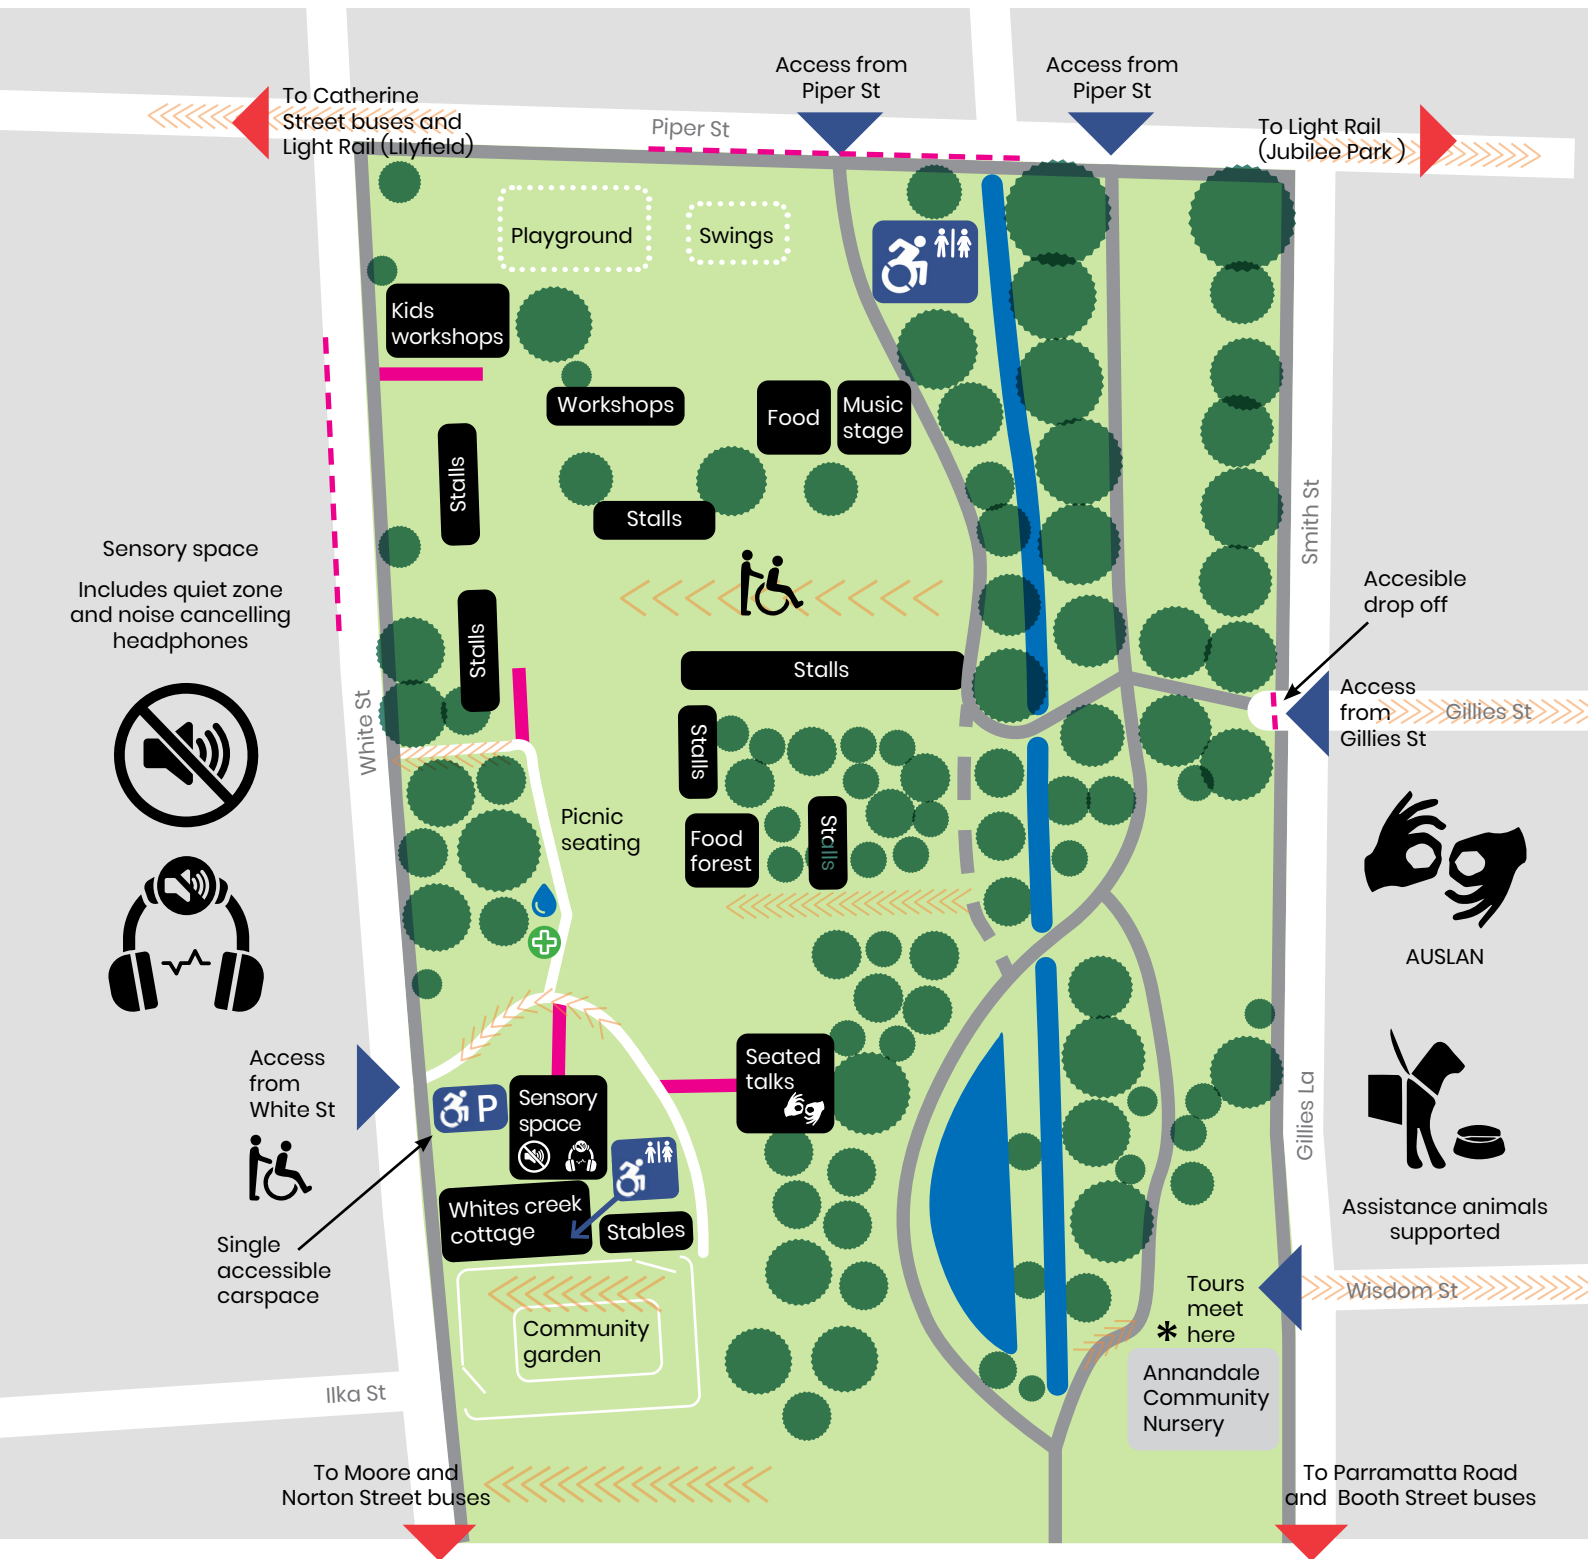 Access from
Piper St
Access from
Piper St
To Catherine
Street buses and
Light Rail (Lilyfield)
Piper St
To Light Rail
(Jubilee Park )
Playground
Swings
Kids
workshops
Workshops
Food
Music
stage
Stalls
Stalls
Smith St
Sensory space
Includes quiet zone
and noise cancelling
headphones
Accesible
drop off
Stalls
Stalls
White St
Access
from
Gillies St
Gillies St
Stalls
Picnic
seating
Food
forest
Stalls
AUSLAN
Access
from
White St
P
Sensory
space
Seated
talks
Gillies La
Whites creek
cottage
Stables
Assistance animals
supported
Single
accessible
carspace
Tours
meet
* here
Wisdom St
Community
garden
Annandale
Community
Nursery
Ilka St
To Moore and
Norton Street buses
To Parramatta Road
and Booth Street buses